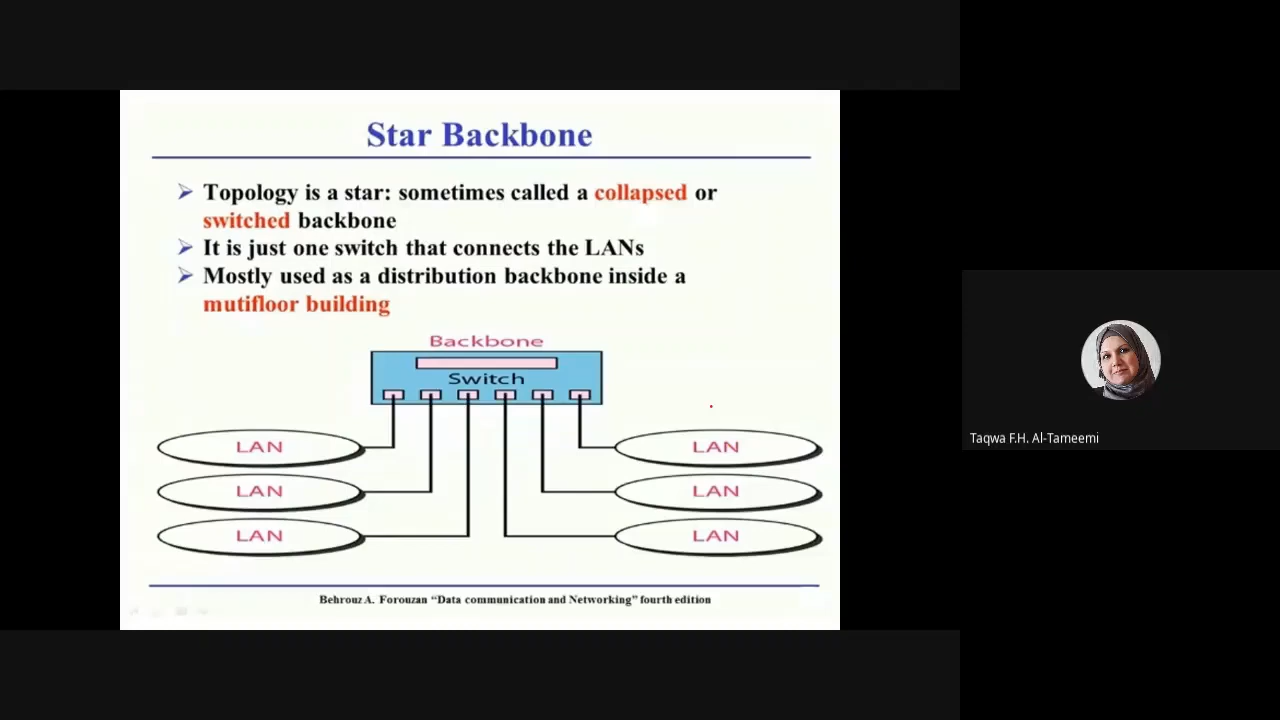 Star Backbone
Topology is a star: sometimes called a collapsed or
switched backbone
It is just one switch that connects the LANs
Mostly used as a distribution backbone inside a
mutifloor building
Backbone
Switch
LAN
LAN
LAN
LAN
LAN
LAN
Behrouz A. Forouzan “Data communication and Networking” fourth edition
Taqwa F.H. Al-Tameemi